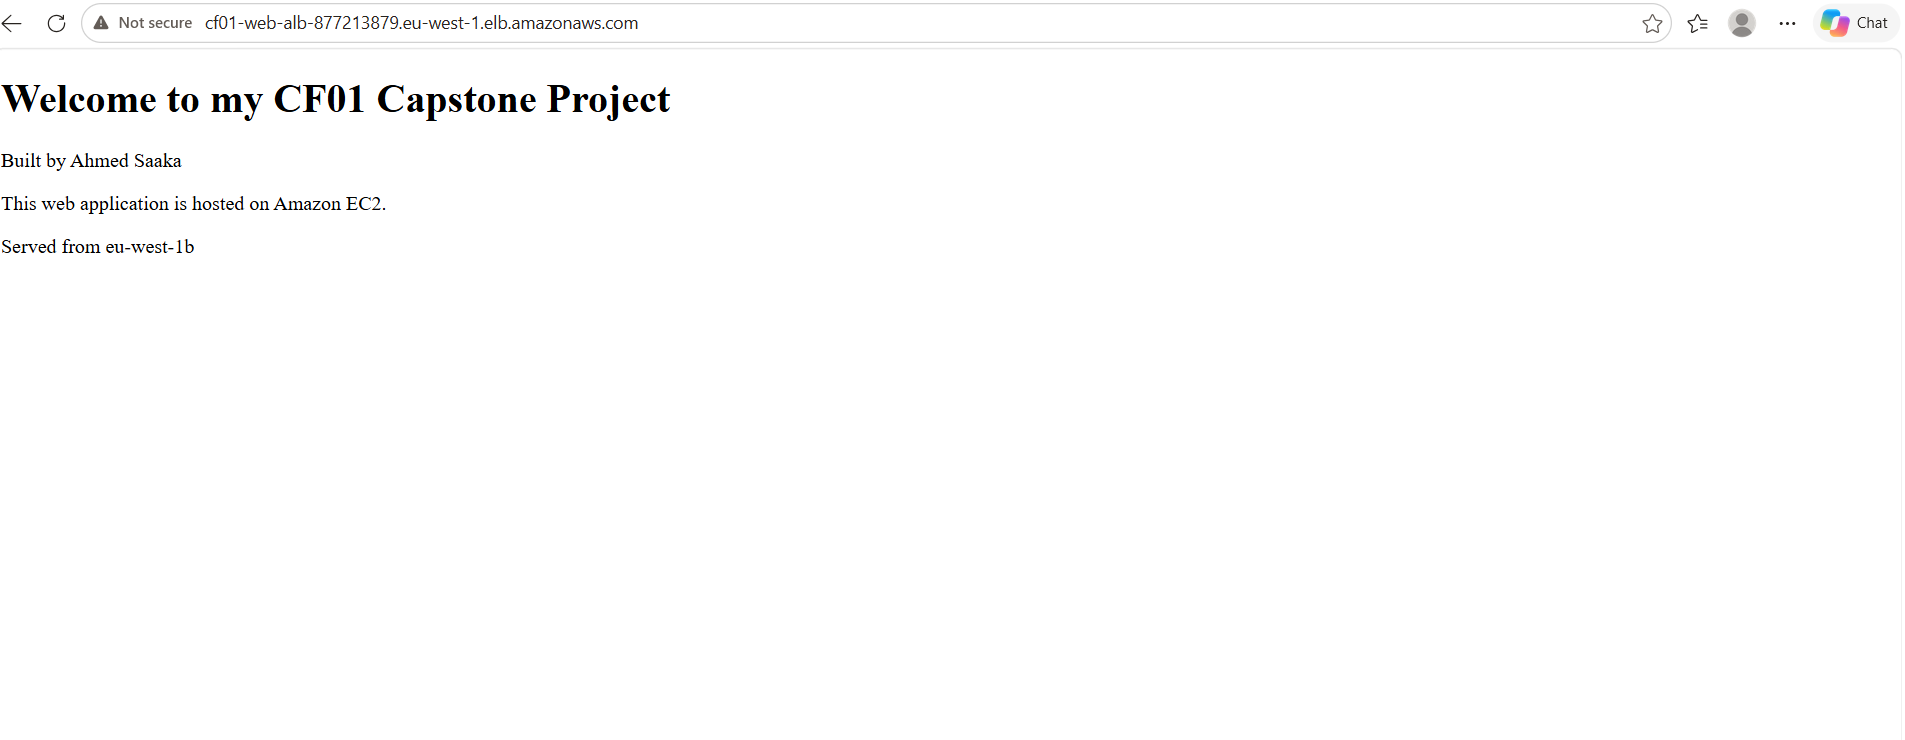 Not secure cf01-web-alb-877213879.eu-west-1.elb.amazonaws.com Chat
Welcome to my CF01 Capstone Project
Built by Ahmed Saaka
This web application is hosted on Amazon EC2.
Served from eu-west-1b